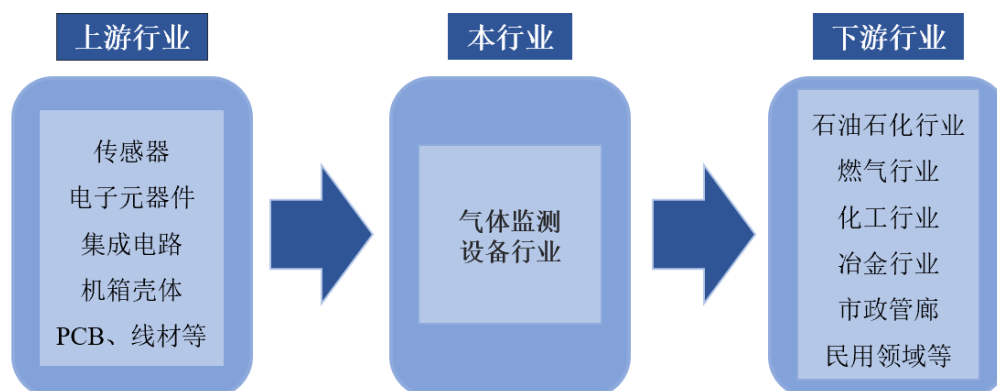 上游行业
传感器
电子元器件
集成电路
机箱壳体
PCB、线材等
本行业
气体监测
设备行业
下游行业
石油石化行业
燃气行业
化工行业
冶金行业
市政管廊
民用领域等